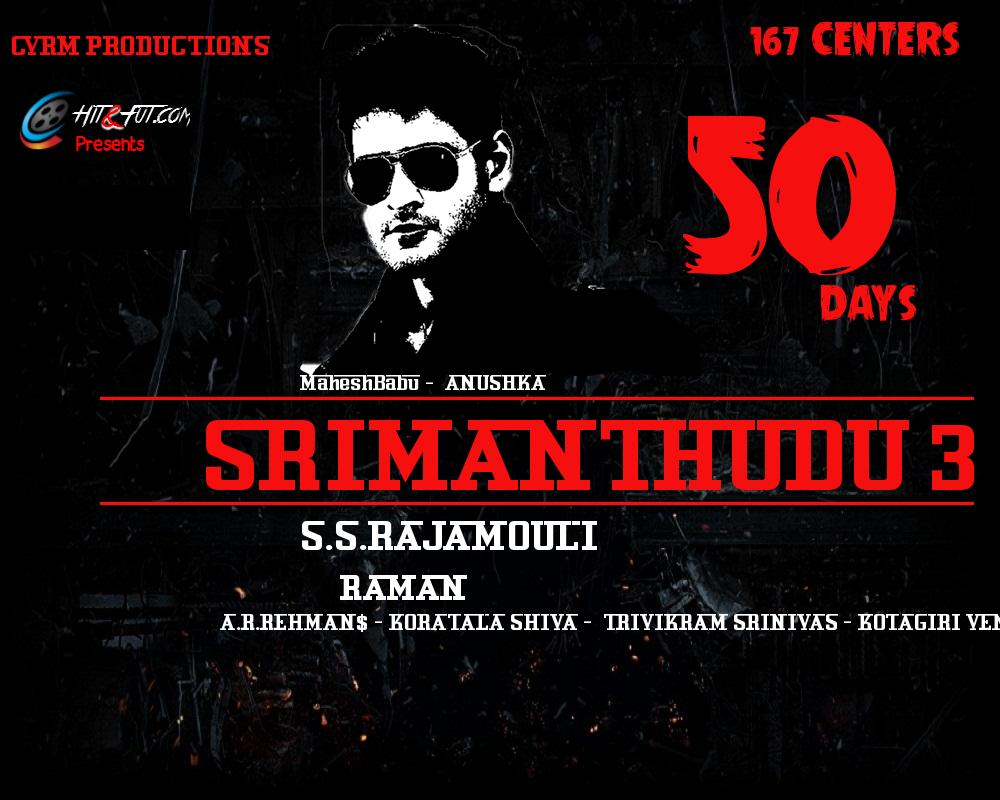 CYRM PRODUCTIONS
167 CENTERS
HIT&FUT.COM
Presents
50
DAYS
MaheshBabu - ANUSHKA
SRIMANTHUDU 3
S.S.RAJAMOULI
RAMAN
A.R.REHMAN$ - KORATALA SHIVA - TRIVIKRAM SRINIVAS - KOTAGIRI VEN